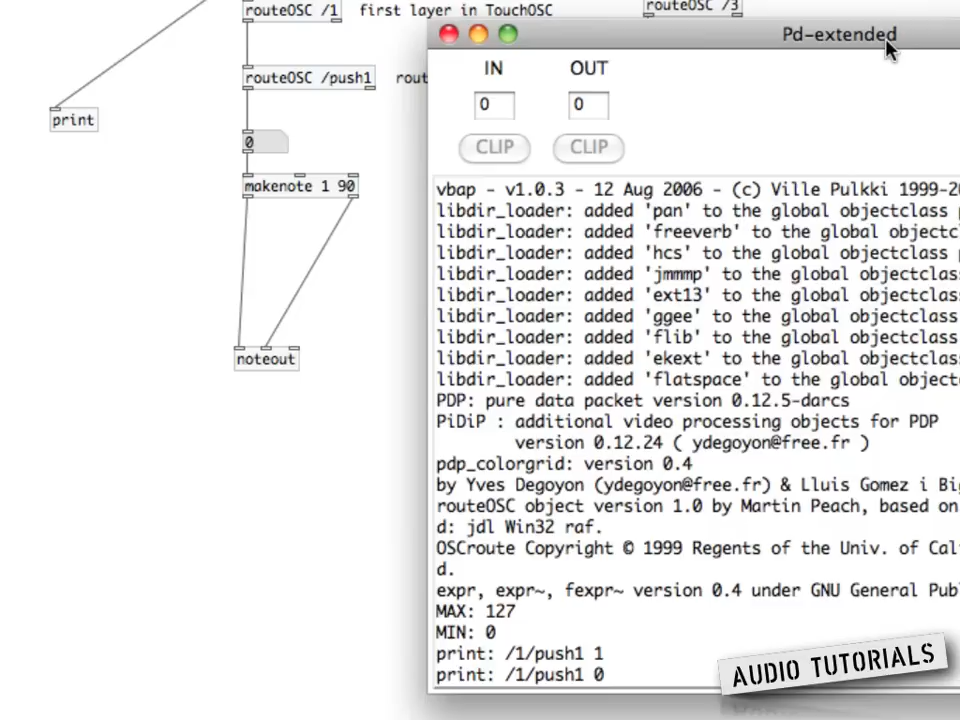 routeOSC /1 first layer in TouchOSC
routeOSC /3
Pd-extended
routeOSC /push1
print
0
makenote 1 90
noteout
IN OUT
0 0
CLIP CLIP
vbap - v1.0.3 - 12 Aug 2006 - (c) Ville Pulkki 1999-20
libdir_loader: added 'pan' to the global objectclass
libdir_loader: added 'freeverb' to the global objectcl
libdir_loader: added 'hcs' to the global objectclass
libdir_loader: added 'jmmmp' to the global objectclas
libdir_loader: added 'ext13' to the global objectclas
libdir_loader: added 'ggee' to the global objectclass
libdir_loader: added 'flib' to the global objectclass
libdir_loader: added 'ekext' to the global objectclas
libdir_loader: added 'flatspace' to the global object
PDP: pure data packet version 0.12.5-darcs
PiDiP : additional video processing objects for PDP
version 0.12.24 ( ydegoyon@free.fr )
pdp_colorgrid: version 0.4
by Yves Degoyon (ydegoyon@free.fr) & Lluis Gomez i Bi
routeOSC object version 1.0 by Martin Peach, based on
d: jdl Win32 raf.
OSCroute Copyright © 1999 Regents of the Univ. of Cal
d.
expr, expr~, fexpr~ version 0.4 under GNU General Pub
MAX: 127
MIN: 0
print: /1/push1 1
print: /1/push1 0
AUDIO TUTORIALS